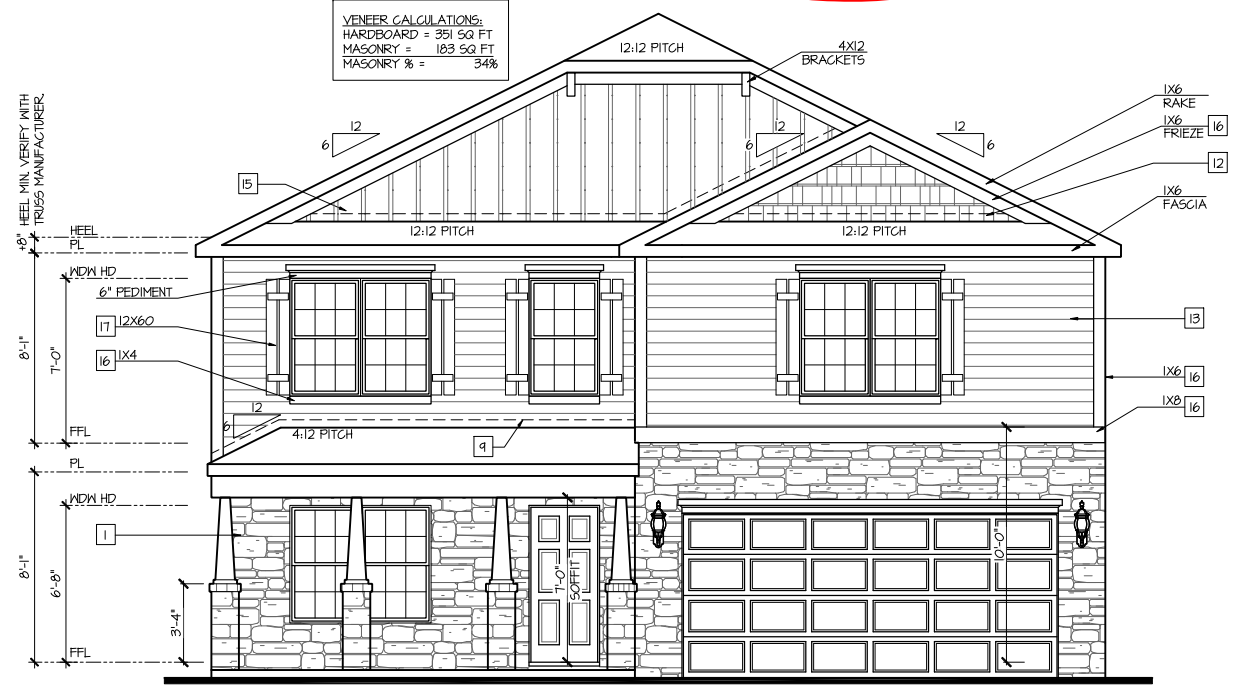 VENEER CALCULATIONS:
HARDBOARD = 351 SQ FT
MASONRY = 183 SQ FT
MASONRY % = 34%
12:12 PITCH
4X12
BRACKETS
+8" HEEL MIN. VERIFY WITH
TRUSS MANUFACTURER.
12
6
12
6
12
6
1X6
RAKE
1X6
FRIEZE 16
12
15
1X6
FASCIA
HEEL
PL
12:12 PITCH
12:12 PITCH
WDW HD
6" PEDIMENT
17 12X60
13
8'-1"
7'-0"
16 1X4
1X6 16
1X8 16
12
6
4:12 PITCH
9
FFL
PL
WDW HD
1
8'-1"
6'-8"
3'-4"
7'-0"
SOFFIT
10'-0"
FFL